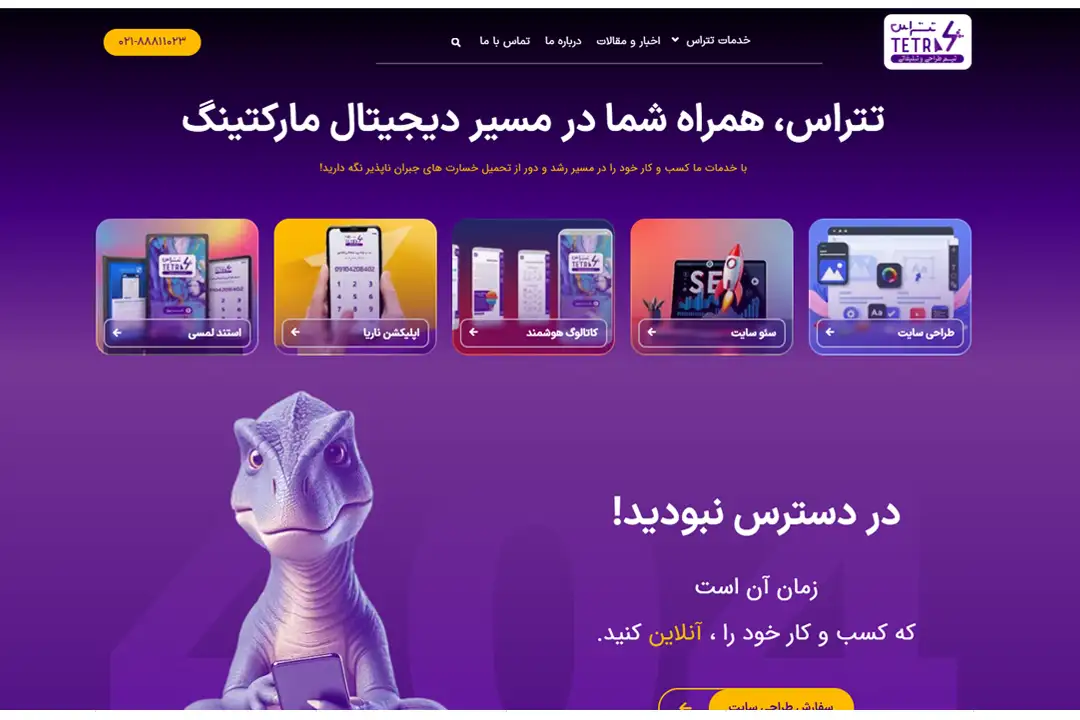 تتراس
TETRAS
تیم طراحی و تبلیغاتی
خدمات تتراس
اخبار و مقالات
درباره ما
تماس با ما
۰۲۱-۸۸۸۱۱۰۲۳
تتراس، همراه شما در مسیر دیجیتال مارکتینگ
با خدمات ما کسب و کار خود را در مسیر رشد و دور از تحمیل خسارت های جبران ناپذیر نگه دارید!
طراحی سایت
سئو سایت
کاتالوگ هوشمند
اپلیکشن تاریا
استند لمسی
404
در دسترس نبودید!
زمان آن است
که کسب و کار خود را ، آنلاین کنید.
سفارش طراحی سایت